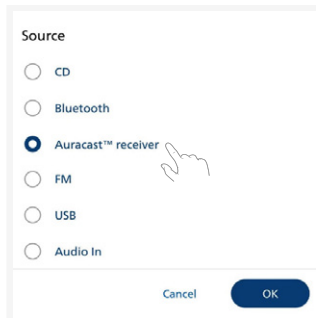 Source
CD
Bluetooth
Auracast™ receiver
FM
USB
Audio In
Cancel OK